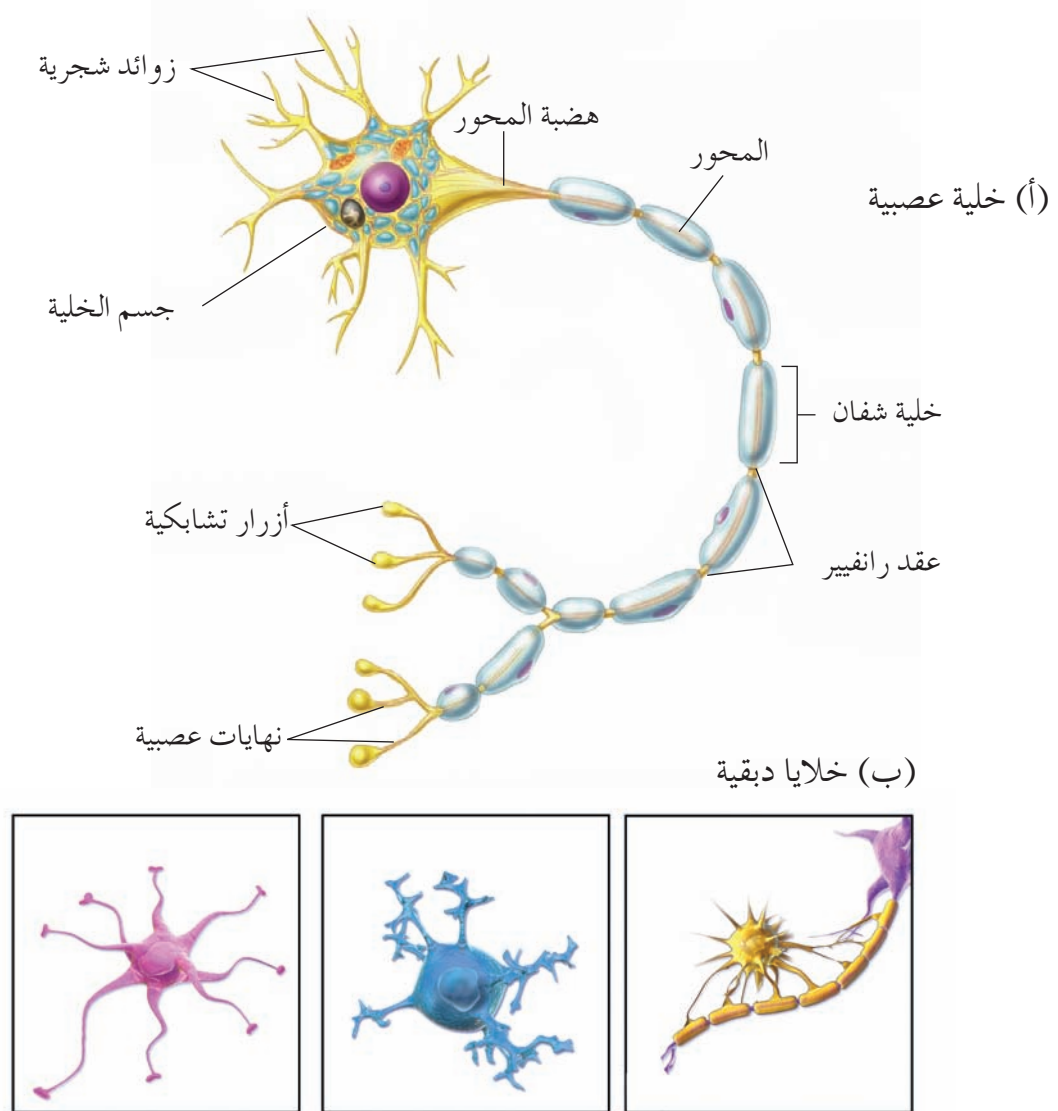 زوائد شجرية
هضبة المحور
المحور
(أ) خلية عصبية
جسم الخلية
خلية شفان
أزرار تشابكية
عقد رانفيير
نهايات عصبية
(ب) خلايا دبقية